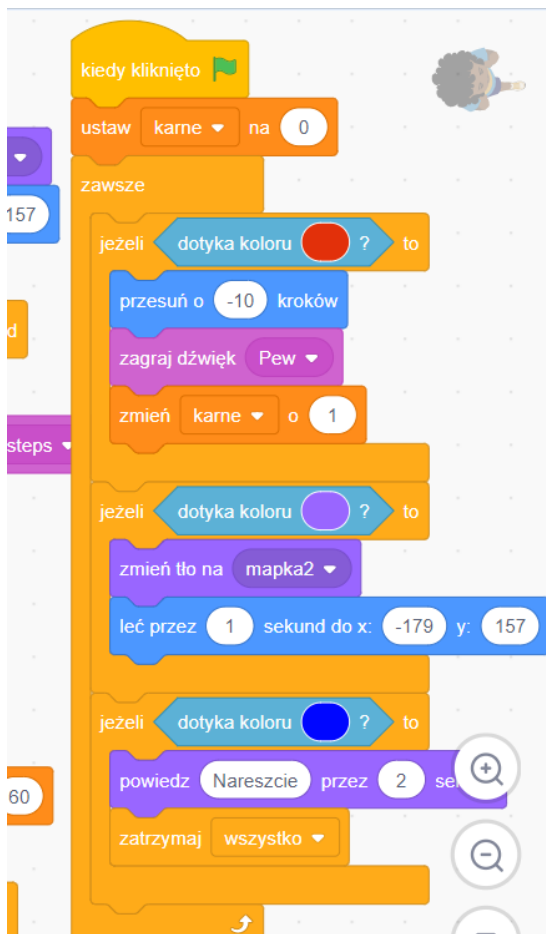 kiedy kliknięto
ustaw karne na 0
zawsze
157
jeżeli dotyka koloru ? to
przesuń o -10 kroków
d
zagraj dźwięk Pew
zmień karne o 1
steps
jeżeli dotyka koloru ? to
zmień tło na mapka2
leć przez 1 sekund do x: -179 y: 157
jeżeli dotyka koloru ? to
powiedz Nareszcie przez 2 se
60
zatrzymaj wszystko